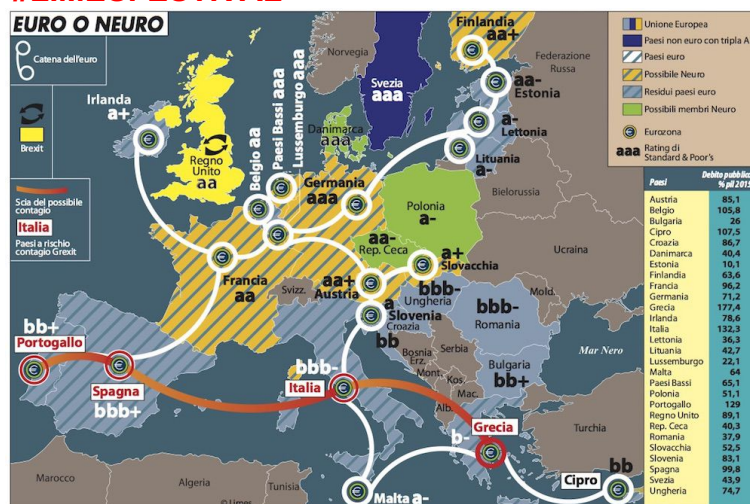 EURO O NEURO
Catena dell'euro
Brexit
Scia del possibile
contagio
Italia
Paesi a rischio
contagio Grexit
Unione Europea
Paesi non euro con tripla A
Paesi euro
Possibile Neuro
Residui paesi euro
Possibili membri Neuro
Eurozona
aaa Rating di
Standard & Poor's
Norvegia
Svezia
aaa
Finlandia
aa+
Federazione
Russa
aa-
Estonia
a-
Lettonia
Lituania
a-
Bielorussia
Irlanda
a+
Regno
Unito
aa
Belgio aa
Paesi Bassi aaa
Lussemburgo aaa
Danimarca
aaa
Germania
aaa
Polonia
a-
aa-
Rep. Ceca
a+
Slovacchia
Ucraina
Francia
aa
Svizz.
aa+
Austria
bbb-
Ungheria
a
Slovenia
Croazia
bb
bbb-
Romania
Mold.
Bosnia
Erz.
Serbia
Mont.
Kos.
Mac.
Alb.
Bulgaria
bb+
Mar Nero
bb+
Portogallo
Spagna
bbb+
bbb-
Italia
Grecia
b-
Turchia
bb
Cipro
Marocco
Algeria
Tunisia
Malta a-
Paesi Debito pubblico
% pil 2015
Austria 85,1
Belgio 105,8
Bulgaria 26
Cipro 107,5
Croazia 86,7
Danimarca 40,4
Estonia 10,1
Finlandia 63,6
Francia 96,2
Germania 71,2
Grecia 177,4
Irlanda 78,6
Italia 132,3
Lettonia 36,3
Lituania 42,7
Lussemburgo 22,1
Malta 64
Paesi Bassi 65,1
Polonia 51,1
Portogallo 129
Regno Unito 89,1
Rep. Ceca 40,3
Romania 37,9
Slovacchia 52,5
Slovenia 83,1
Spagna 99,8
Svezia 43,9
Ungheria 74,7